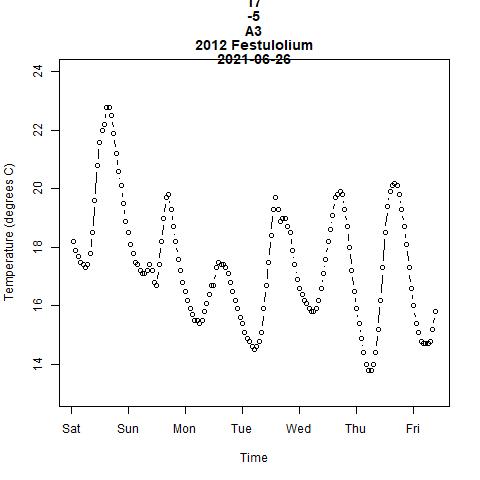 17
-5
A3
2012 Festulolium
2021-06-26
24
22
20
18
16
14
Temperature (degrees C)
Sat
Sun
Mon
Tue
Wed
Thu
Fri
Time